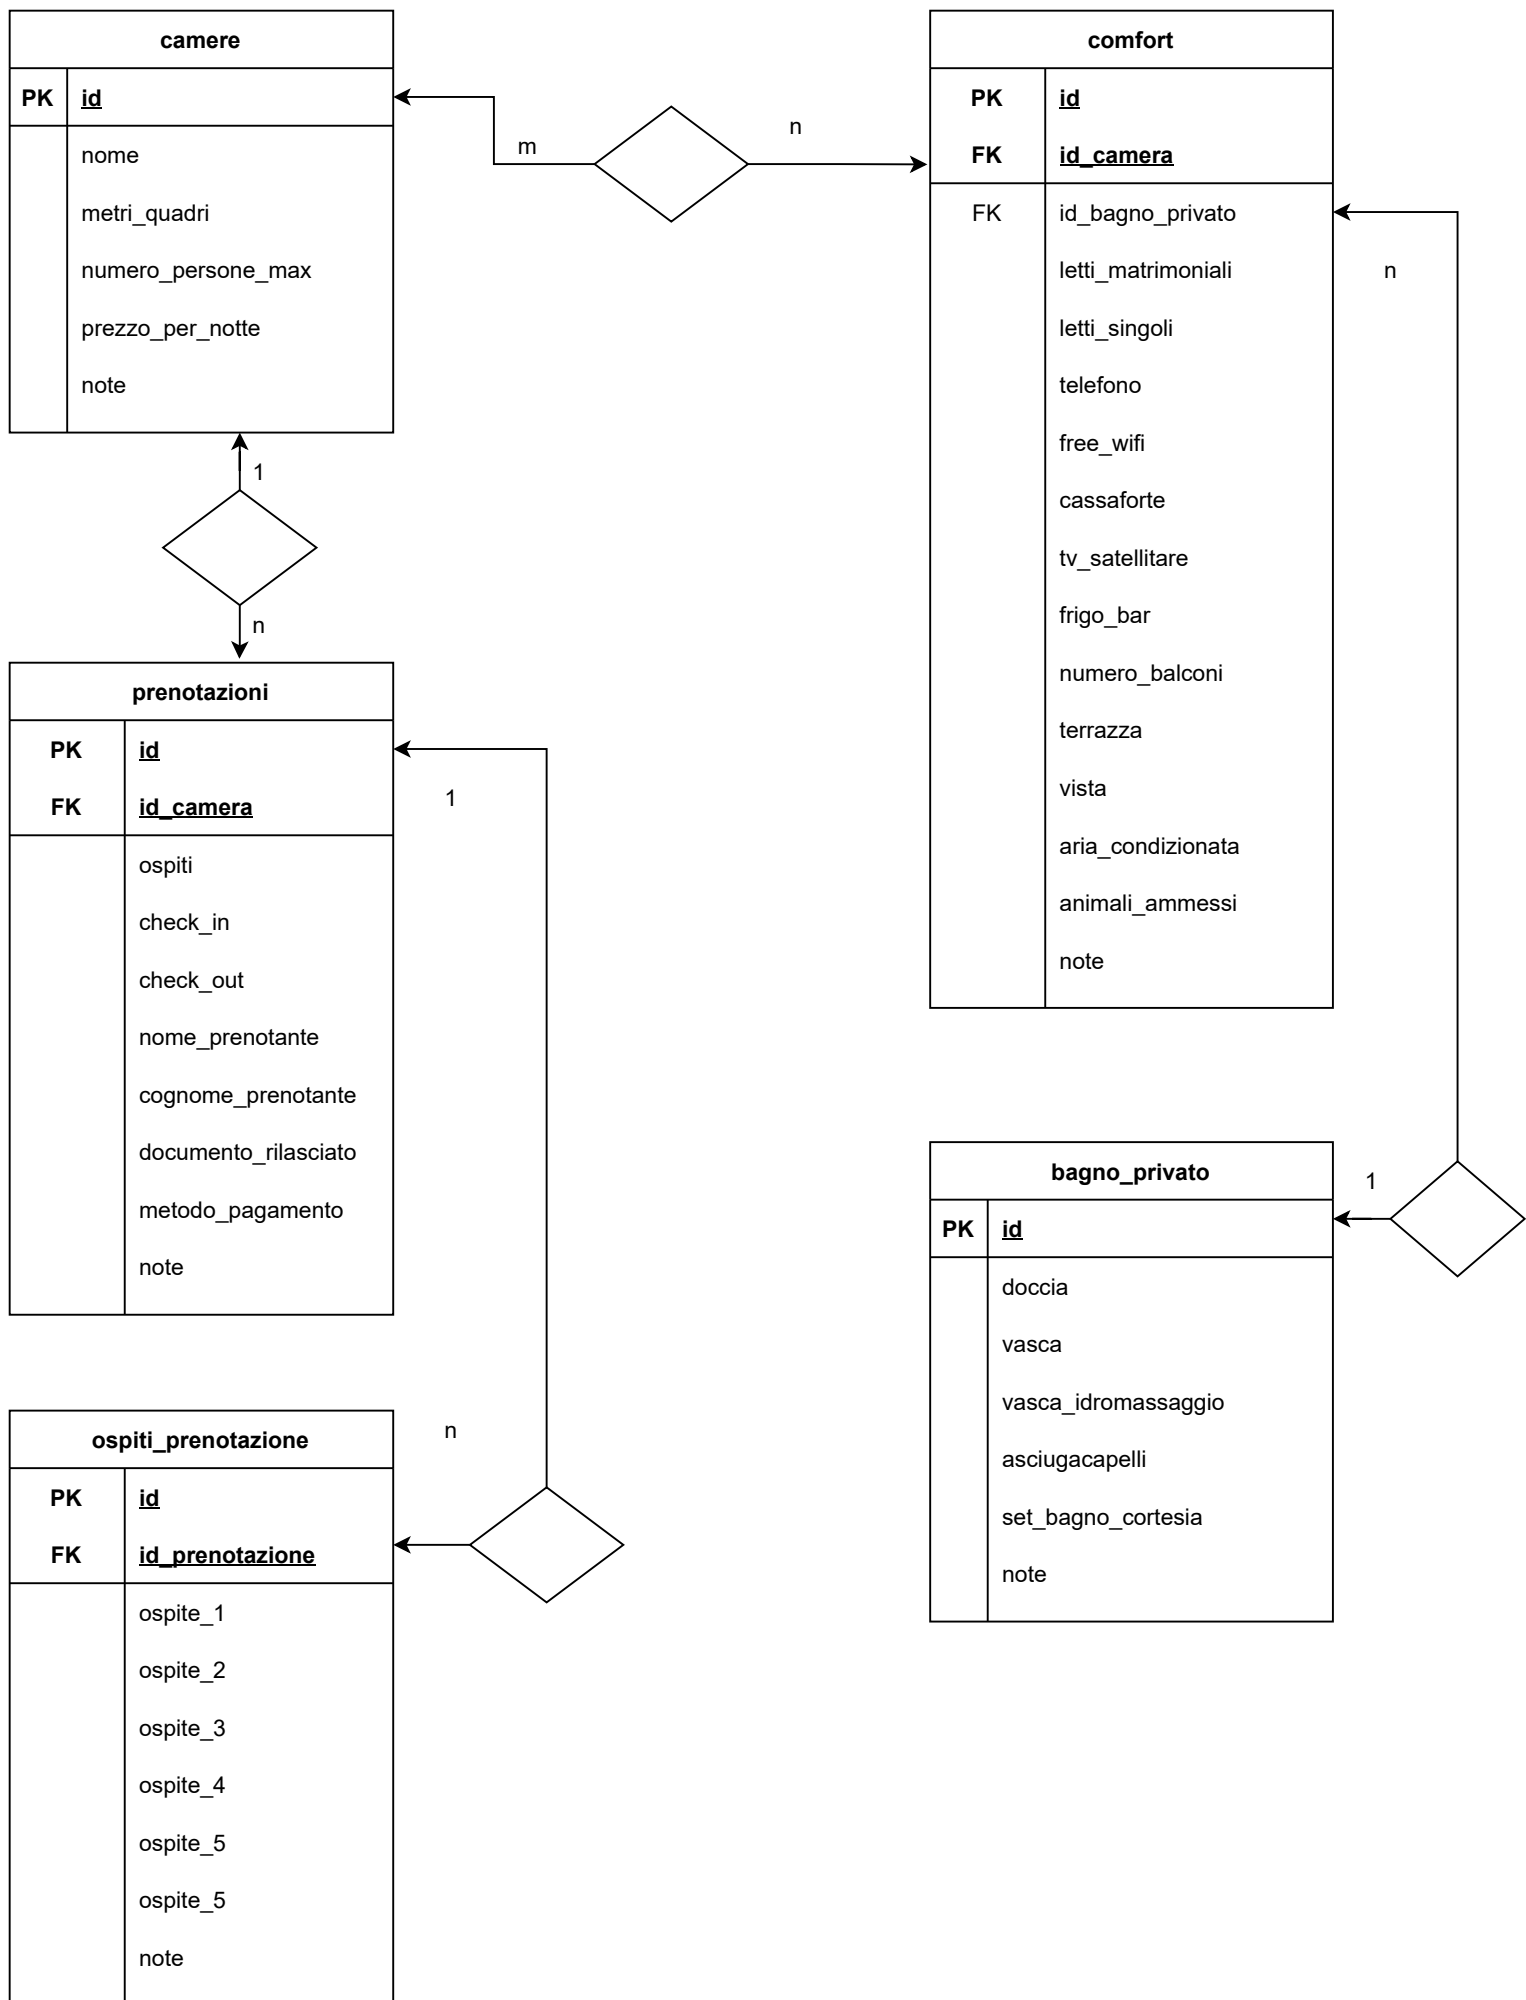 camere
PK id
nome
metri_quadri
numero_persone_max
prezzo_per_notte
note
m
n
comfort
PK id
FK id_camera
FK id_bagno_privato
letti_matrimoniali
letti_singoli
telefono
free_wifi
cassaforte
tv_satellitare
frigo_bar
numero_balconi
terrazza
vista
aria_condizionata
animali_ammessi
note
n
1
n
prenotazioni
PK id
FK id_camera
ospiti
check_in
check_out
nome_prenotante
cognome_prenotante
documento_rilasciato
metodo_pagamento
note
1
n
bagno_privato
PK id
doccia
vasca
vasca_idromassaggio
asciugacapelli
set_bagno_cortesia
note
1
ospiti_prenotazione
PK id
FK id_prenotazione
ospite_1
ospite_2
ospite_3
ospite_4
ospite_5
ospite_5
note